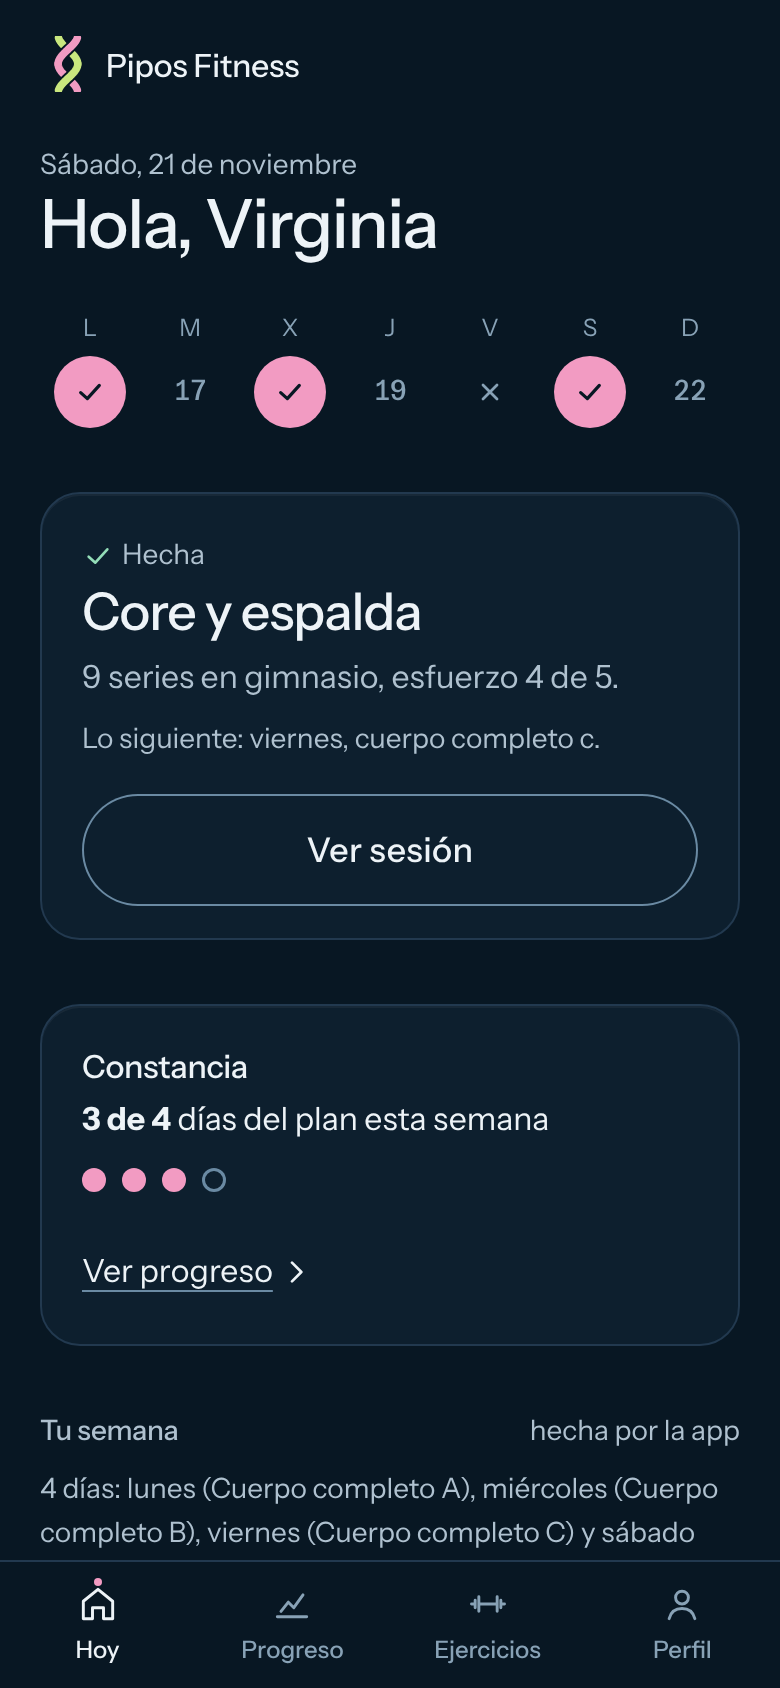 Pipos Fitness
Sábado, 21 de noviembre
Hola, Virginia
L M X J V S D
17 19 22
Hecha
Core y espalda
9 series en gimnasio, esfuerzo 4 de 5.
Lo siguiente: viernes, cuerpo completo c.
Ver sesión
Constancia
3 de 4 días del plan esta semana
Ver progreso
Tu semana hecha por la app
4 días: lunes (Cuerpo completo A), miércoles (Cuerpo
completo B), viernes (Cuerpo completo C) y sábado
Hoy Progreso Ejercicios Perfil